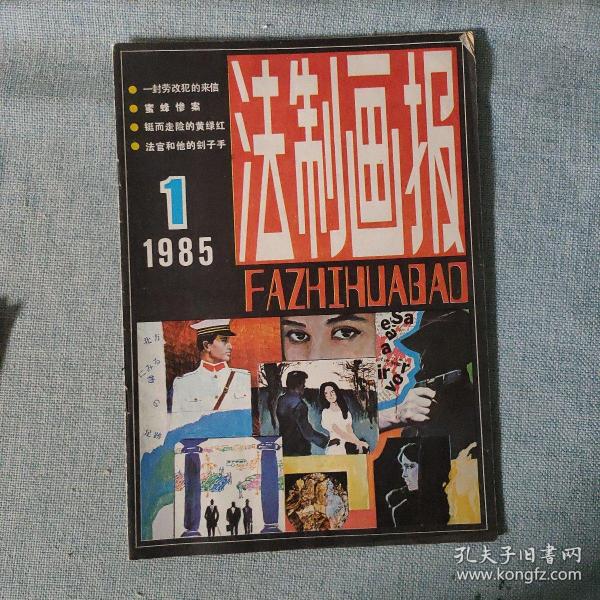 一封劳改犯的来信
蜜蜂惨案
铤而走险的黄绿红
法官和他的刽子手
法制画报
1
1985
FAZHIHUABAO
孔夫子旧书网
www.kongfz.com